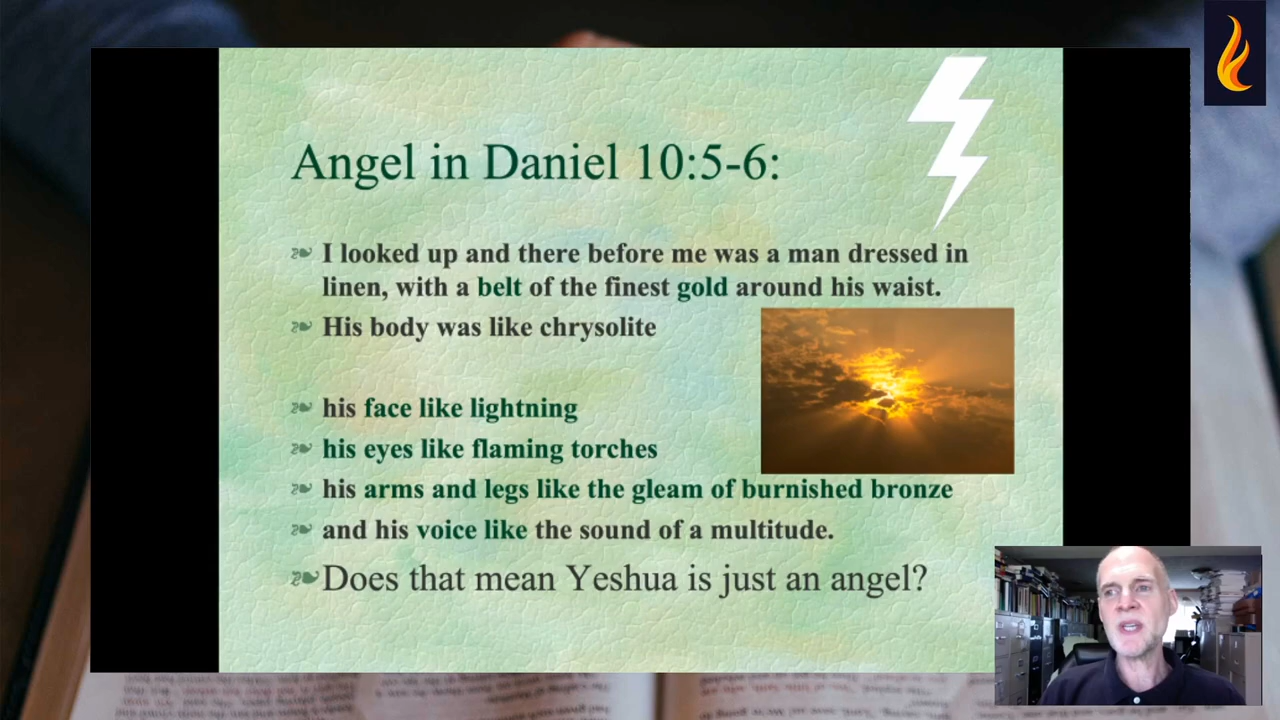 Angel in Daniel 10:5-6:
I looked up and there before me was a man dressed in
linen, with a belt of the finest gold around his waist.
His body was like chrysolite
his face like lightning
his eyes like flaming torches
his arms and legs like the gleam of burnished bronze
and his voice like the sound of a multitude.
Does that mean Yeshua is just an angel?